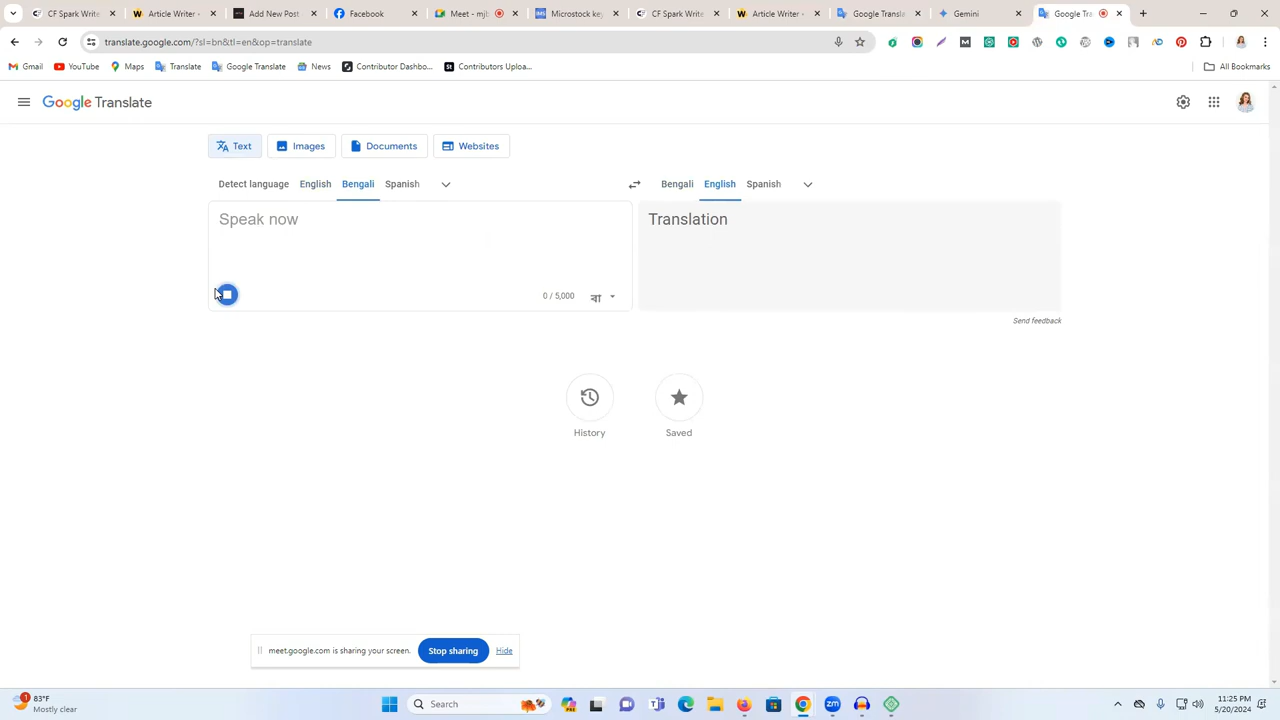 CF Spark Write
Article Writer -
Add New Post
Facebook
Meet - mjt
Microstock key
CF Spark Write
Article Writer -
Google Transla
Gemini
Google Tra
translate.google.com/?sl=bn&tl=en&op=translate
Gmail
YouTube
Maps
Translate
Google Translate
News
Contributor Dashbo...
Contributors Uploa...
All Bookmarks
Google Translate
Text
Images
Documents
Websites
Detect language
English
Bengali
Spanish
Bengali
English
Spanish
Speak now
Translation
0 / 5,000
বা
Send feedback
History
Saved
meet.google.com is sharing your screen.
Stop sharing
Hide
83°F
Mostly clear
Search
11:25 PM
5/20/2024